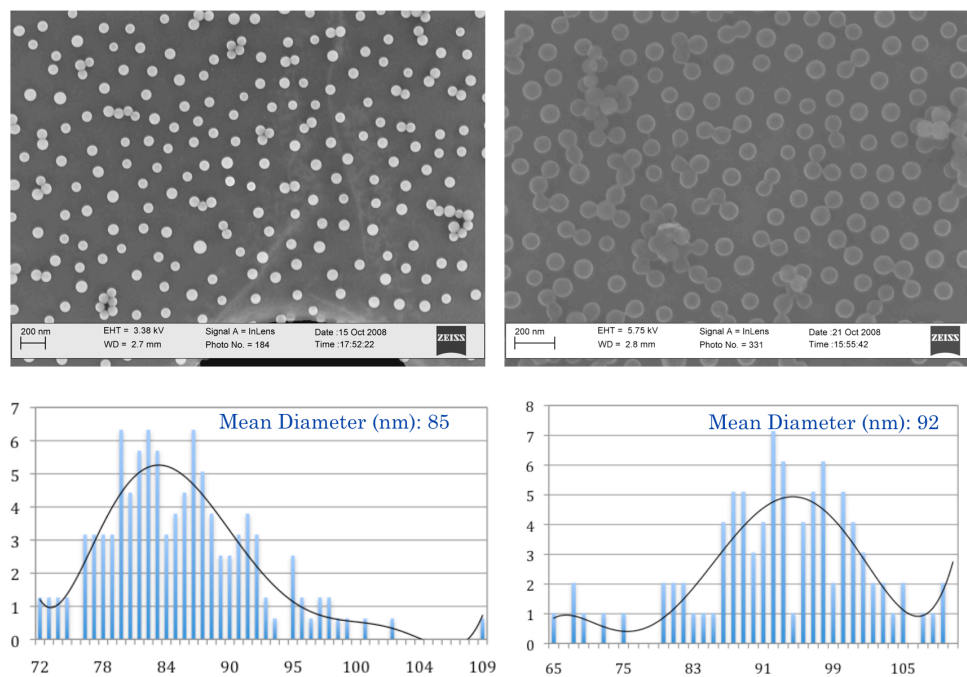 200 nm
EHT = 3.38 kV
Signal A = InLens
Date :15 Oct 2008
WD = 2.7 mm
Photo No. = 184
Time :17:52:22
ZEISS
200 nm
EHT = 5.75 kV
Signal A = InLens
Date :21 Oct 2008
WD = 2.8 mm
Photo No. = 331
Time :15:55:42
ZEISS
Mean Diameter (nm): 85
7
6
5
4
3
2
1
0
72 78 84 90 95 100 104 109
Mean Diameter (nm): 92
8
7
6
5
4
3
2
1
0
65 75 83 91 99 105